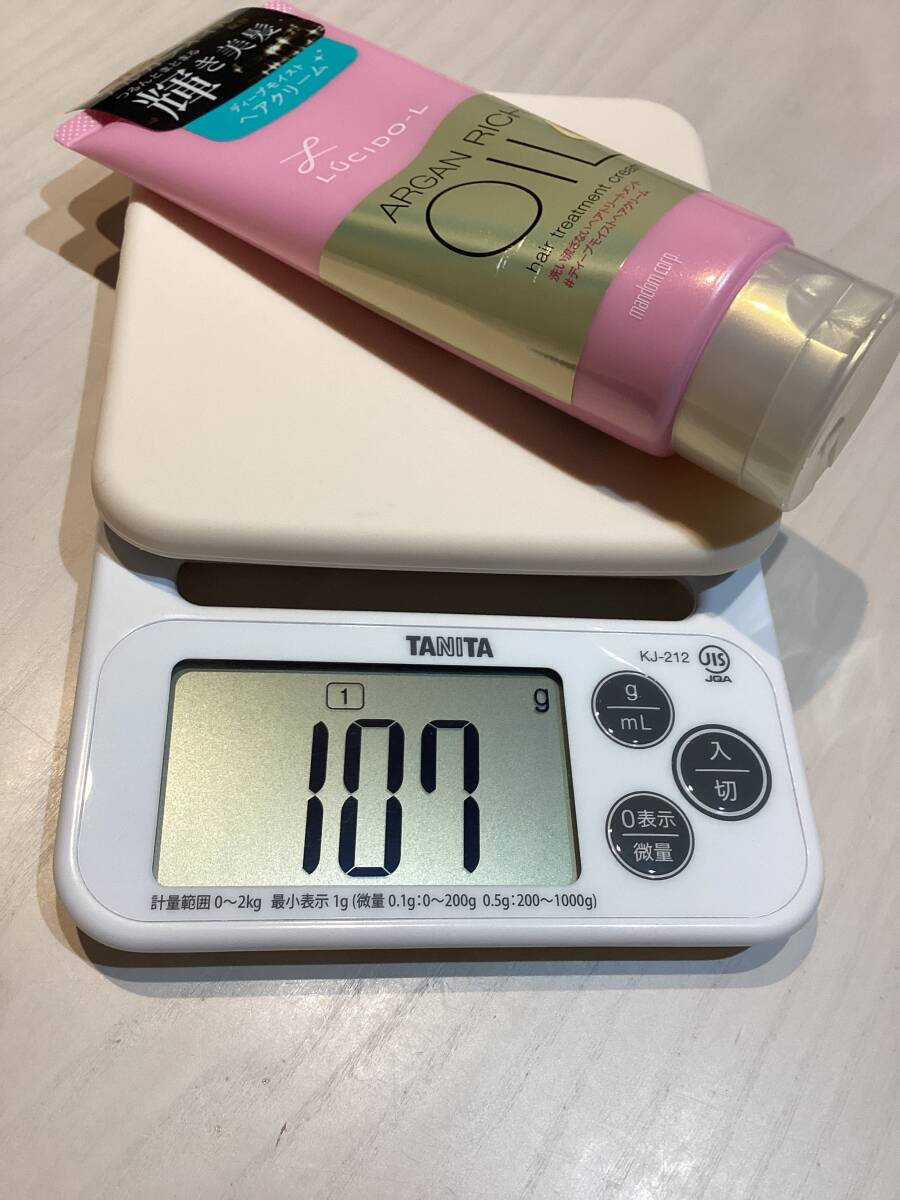 つるんとまとまる
輝き美髪
ディープモイスト
ヘアクリーム
LÚCIDO-L
ARGAN RICH
OIL
hair treatment cream
洗い流さないヘアトリートメント
#ディープモイストヘアクリーム
mandom corp.
TANITA
KJ-212
JIS
JQA
1
g
107
g
mL
入
切
0表示
微量
計量範囲 0～2kg 最小表示 1g (微量 0.1g:0～200g 0.5g:200～1000g)